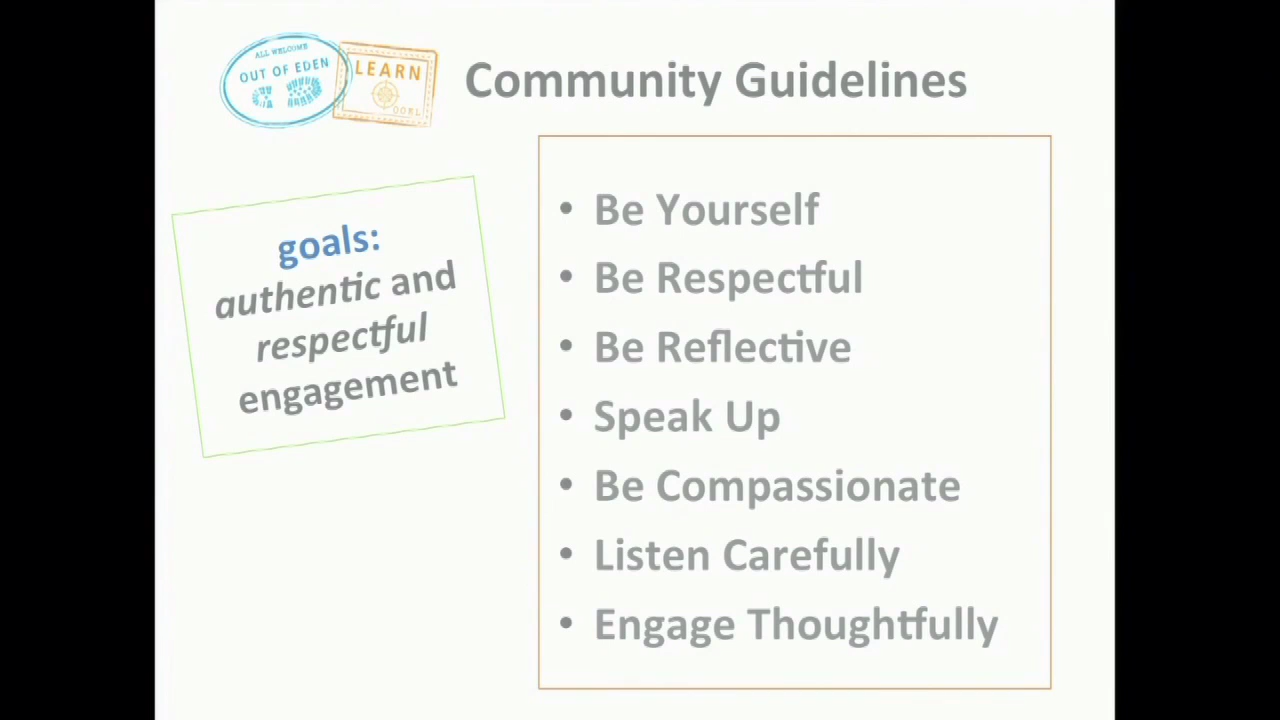 ALL WELCOME
OUT OF EDEN
LEARN
OOEL
Community Guidelines
goals:
authentic and
respectful
engagement
• Be Yourself
• Be Respectful
• Be Reflective
• Speak Up
• Be Compassionate
• Listen Carefully
• Engage Thoughtfully